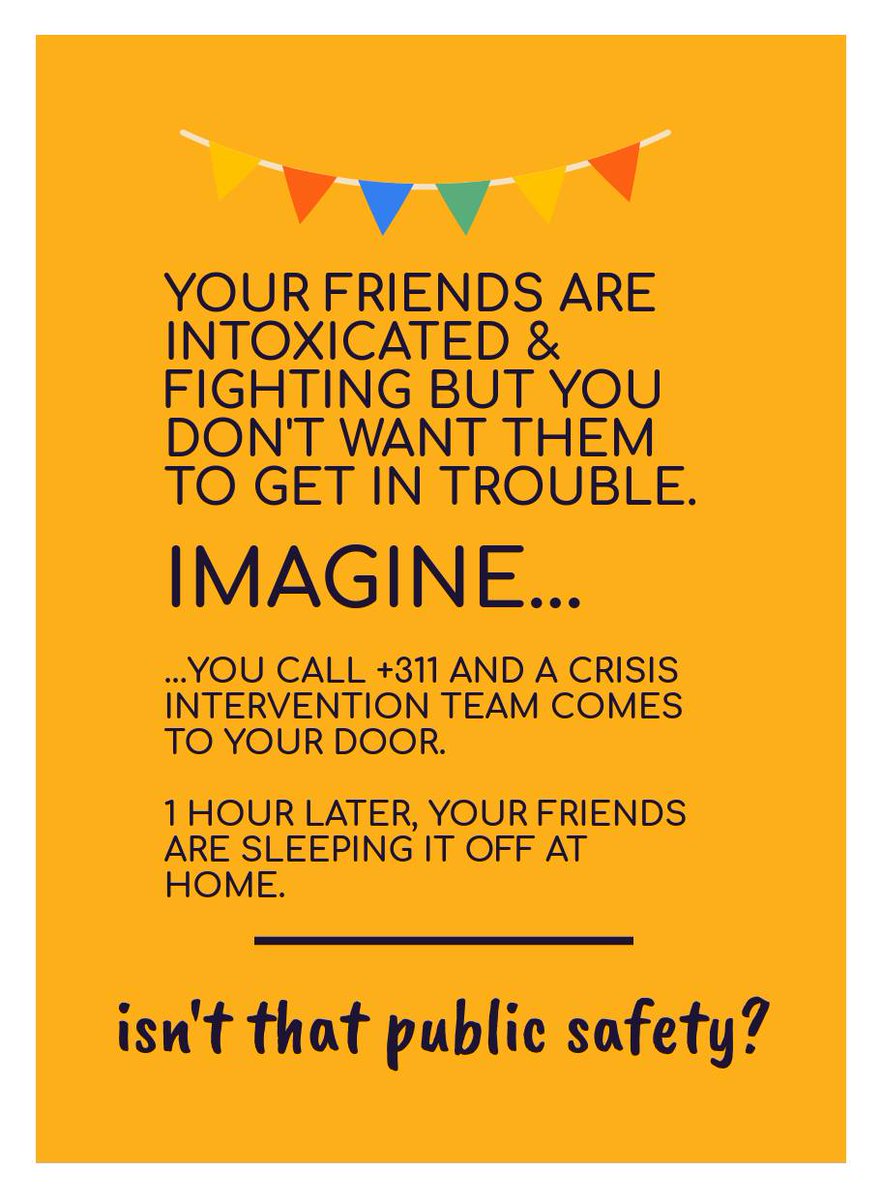 YOUR FRIENDS ARE
INTOXICATED &
FIGHTING BUT YOU
DON'T WANT THEM
TO GET IN TROUBLE.
IMAGINE...
...YOU CALL +311 AND A CRISIS
INTERVENTION TEAM COMES
TO YOUR DOOR.
1 HOUR LATER, YOUR FRIENDS
ARE SLEEPING IT OFF AT
HOME.
isn't that public safety?